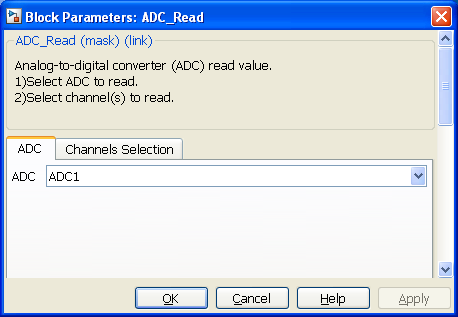 Block Parameters: ADC_Read
ADC_Read (mask) (link)
Analog-to-digital converter (ADC) read value.
1)Select ADC to read.
2)Select channel(s) to read.
ADC Channels Selection
ADC ADC1
OK Cancel Help Apply